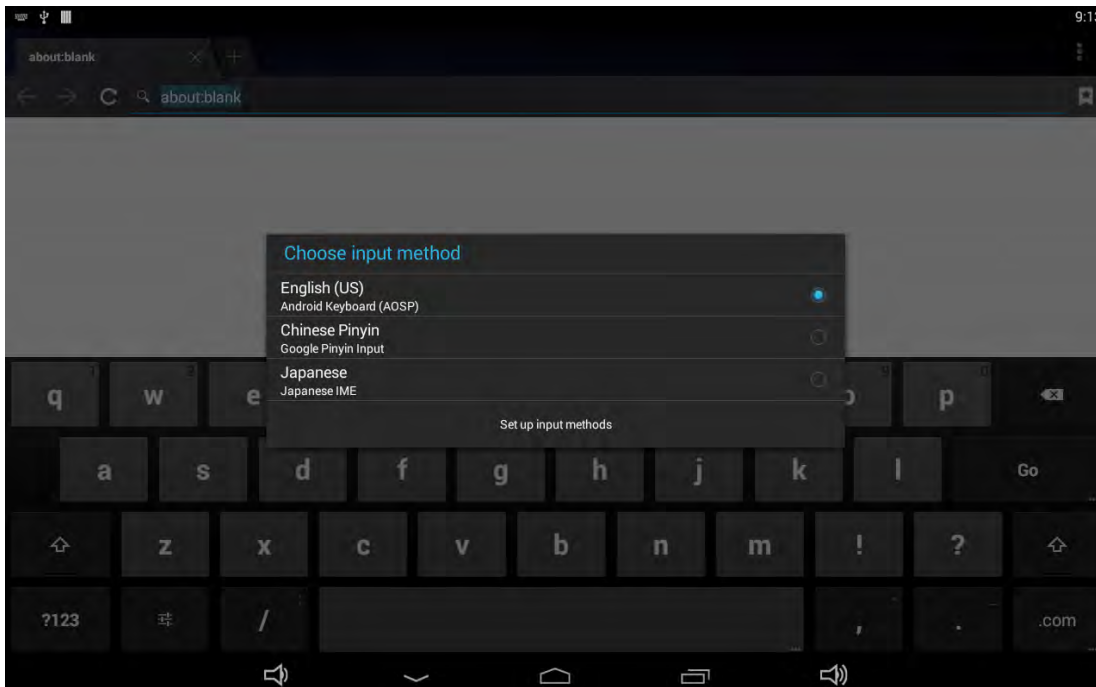 9:13
about:blank
about:blank
Choose input method
English (US)
Android Keyboard (AOSP)
Chinese Pinyin
Google Pinyin Input
Japanese
Japanese IME
Set up input methods
q w e p
a s d f g h j k l Go
z x c v b n m ! ?
?123 / , . .com